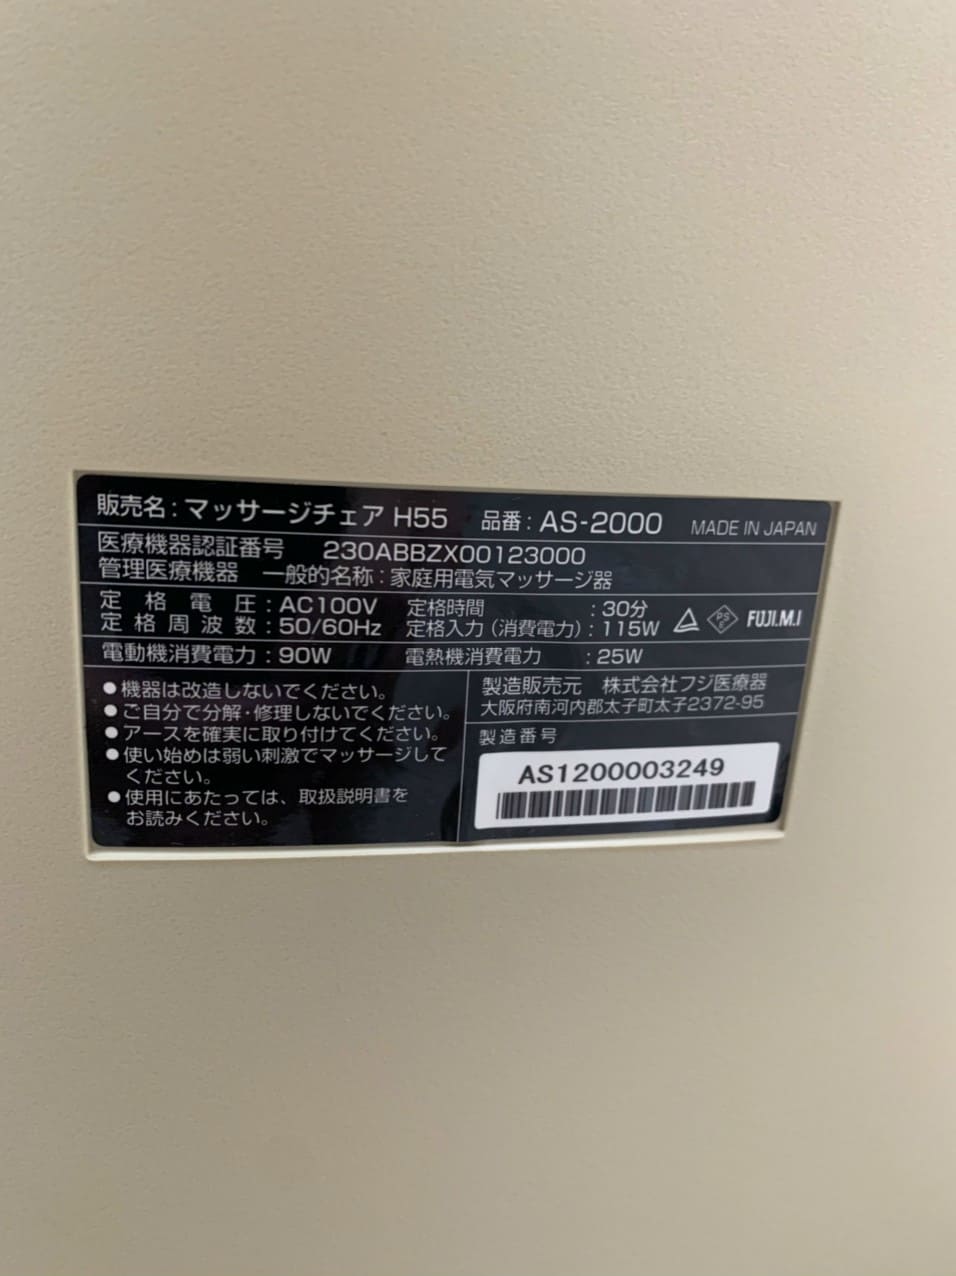 販売名：マッサージチェア H55 品番：AS-2000 MADE IN JAPAN
医療機器認証番号 230ABBZX00123000
管理医療機器 一般的名称：家庭用電気マッサージ器
定格電圧：AC100V 定格時間：30分
定格周波数：50/60Hz 定格入力（消費電力）：115W PS E FUJI.M.I
電動機消費電力：90W 電熱機消費電力：25W
●機器は改造しないでください。
●ご自分で分解・修理しないでください。
●アースを確実に取り付けてください。
●使い始めは弱い刺激でマッサージして
ください。
●使用にあたっては、取扱説明書を
お読みください。
製造販売元 株式会社フジ医療器
大阪府南河内郡太子町太子2372-95
製造番号
AS1200003249